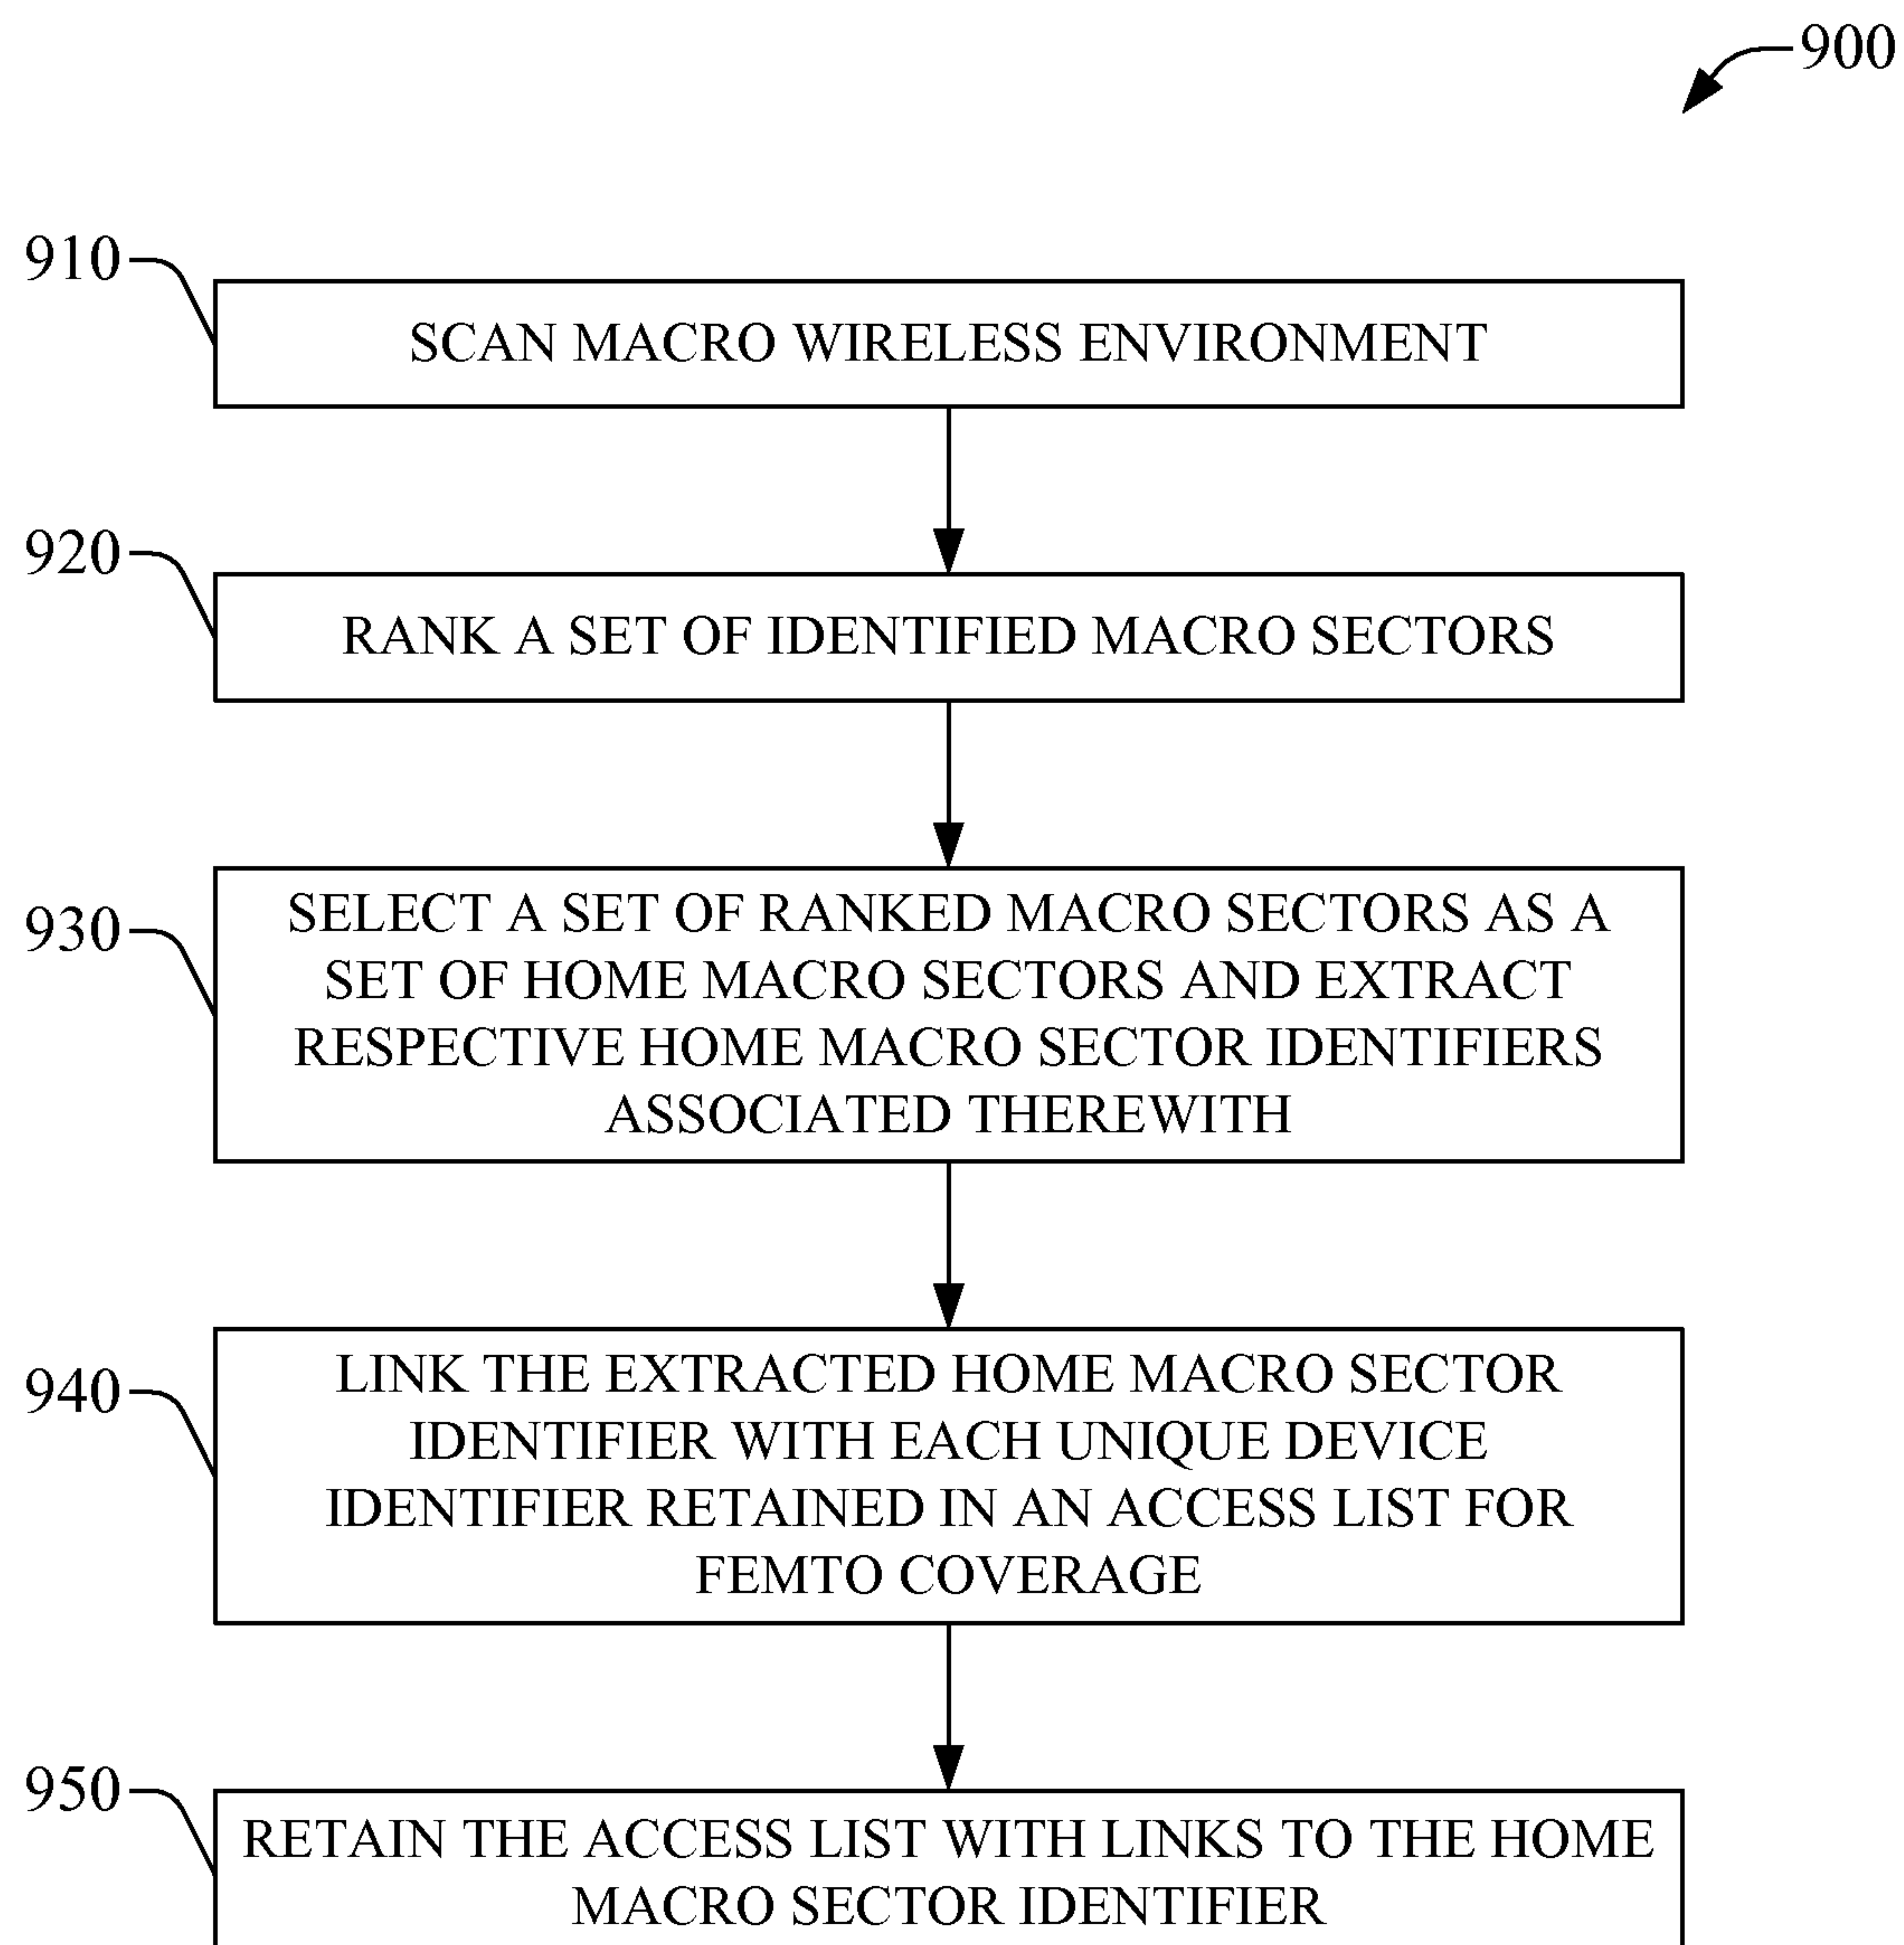 900
910
SCAN MACRO WIRELESS ENVIRONMENT
920
RANK A SET OF IDENTIFIED MACRO SECTORS
930
SELECT A SET OF RANKED MACRO SECTORS AS A
SET OF HOME MACRO SECTORS AND EXTRACT
RESPECTIVE HOME MACRO SECTOR IDENTIFIERS
ASSOCIATED THEREWITH
940
LINK THE EXTRACTED HOME MACRO SECTOR
IDENTIFIER WITH EACH UNIQUE DEVICE
IDENTIFIER RETAINED IN AN ACCESS LIST FOR
FEMTO COVERAGE
950
RETAIN THE ACCESS LIST WITH LINKS TO THE HOME
MACRO SECTOR IDENTIFIER